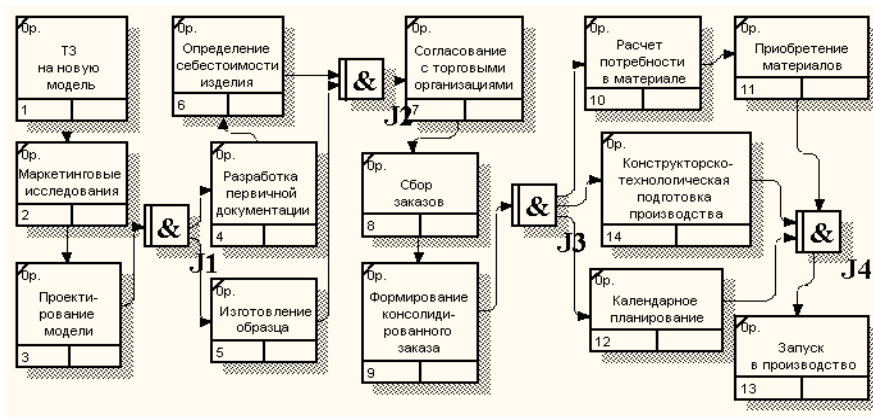 0р.
ТЗ
на новую
модель
1
0р.
Маркетинговые
исследования
2
0р.
Проекти-
рование
модели
3
&
J1
0р.
Определение
себестоимости
изделия
6
0р.
Разработка
первичной
документации
4
0р.
Изготовление
образца
5
&
J2
0р.
Согласование
с торговыми
организациями
7
0р.
Сбор
заказов
8
0р.
Формирование
консолиди-
рованного
заказа
9
&
J3
0р.
Расчет
потребности
в материале
10
0р.
Приобретение
материалов
11
0р.
Конструкторско-
технологическая
подготовка
производства
14
0р.
Календарное
планирование
12
&
J4
0р.
Запуск
в производство
13